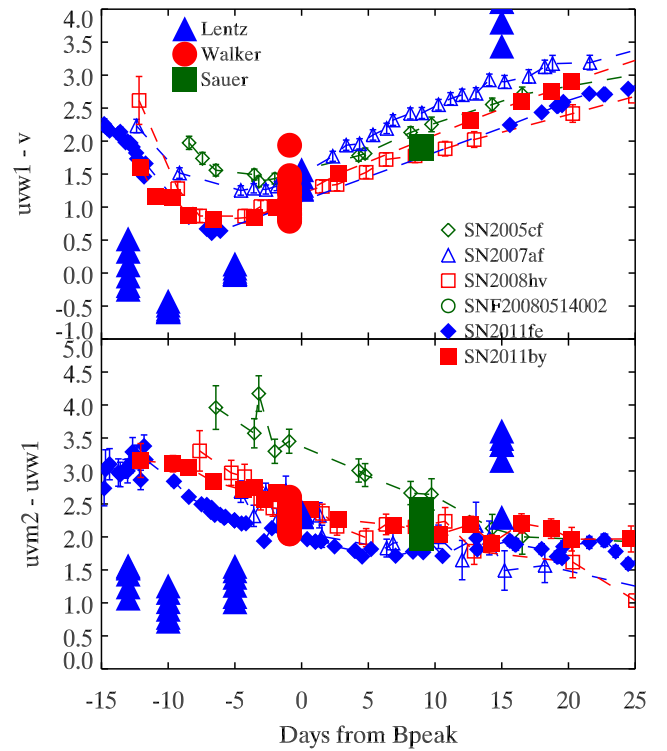 4.0
3.5
3.0
2.5
2.0
1.5
1.0
0.5
0.0
-0.5
-1.0
uvw1 - v
Lentz
Walker
Sauer
SN2005cf
SN2007af
SN2008hv
SNF20080514002
SN2011fe
SN2011by
5.0
4.5
4.0
3.5
3.0
2.5
2.0
1.5
1.0
0.5
0.0
uvm2 - uvw1
-15 -10 -5 0 5 10 15 20 25
Days from Bpeak